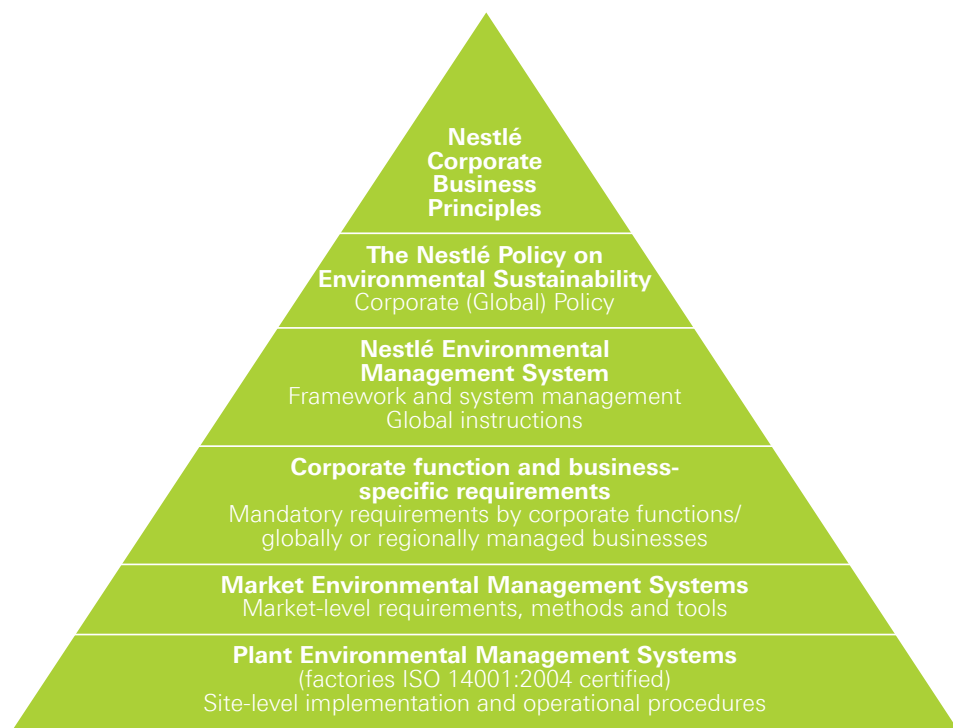 Nestlé
Corporate
Business
Principles
The Nestlé Policy on
Environmental Sustainability
Corporate (Global) Policy
Nestlé Environmental
Management System
Framework and system management
Global instructions
Corporate function and business-
specific requirements
Mandatory requirements by corporate functions/
globally or regionally managed businesses
Market Environmental Management Systems
Market-level requirements, methods and tools
Plant Environmental Management Systems
(factories ISO 14001:2004 certified)
Site-level implementation and operational procedures